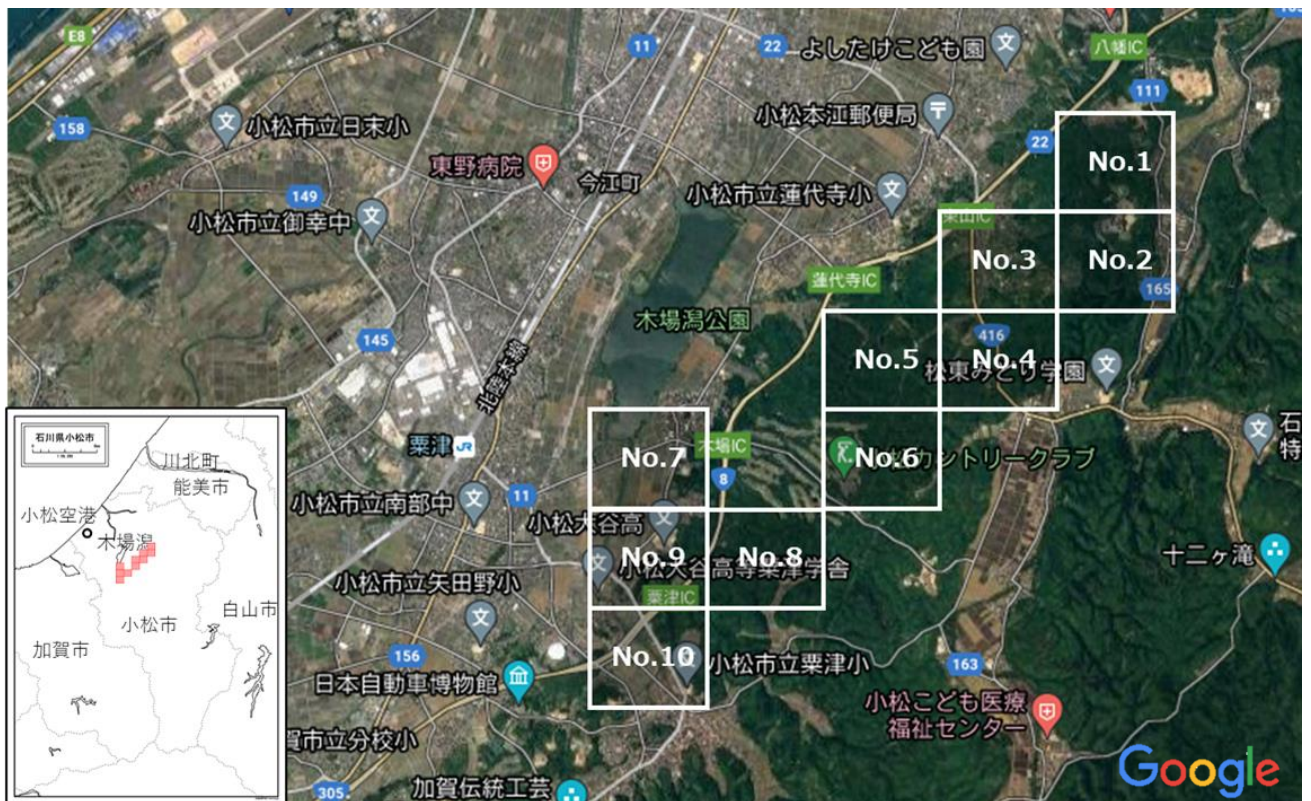 E8
11
22
よしたけこども園
八幡IC
111
158
小松市立日末小
小松本江郵便局
22
東野病院
今江町
No.1
149
小松市立御幸中
小松市立蓮代寺小
東山IC
No.3
No.2
蓮代寺IC
165
木場潟公園
145
北陸本線
416
No.5
No.4
松東みどり学園
石川県小松市
川北町
能美市
小松空港
木場潟
小松市
白山市
加賀市
粟津
JR
No.7
木場IC
No.6
カントリークラブ
石
特
8
小松市立南部中
11
小松大谷高
十二ヶ滝
No.9
小松大谷高等粟津学舎
No.8
小松市立矢田野小
粟津IC
156
No.10
小松市立粟津小
163
日本自動車博物館
小松こども医療
福祉センター
賀市立分校小
305
加賀伝統工芸
Google